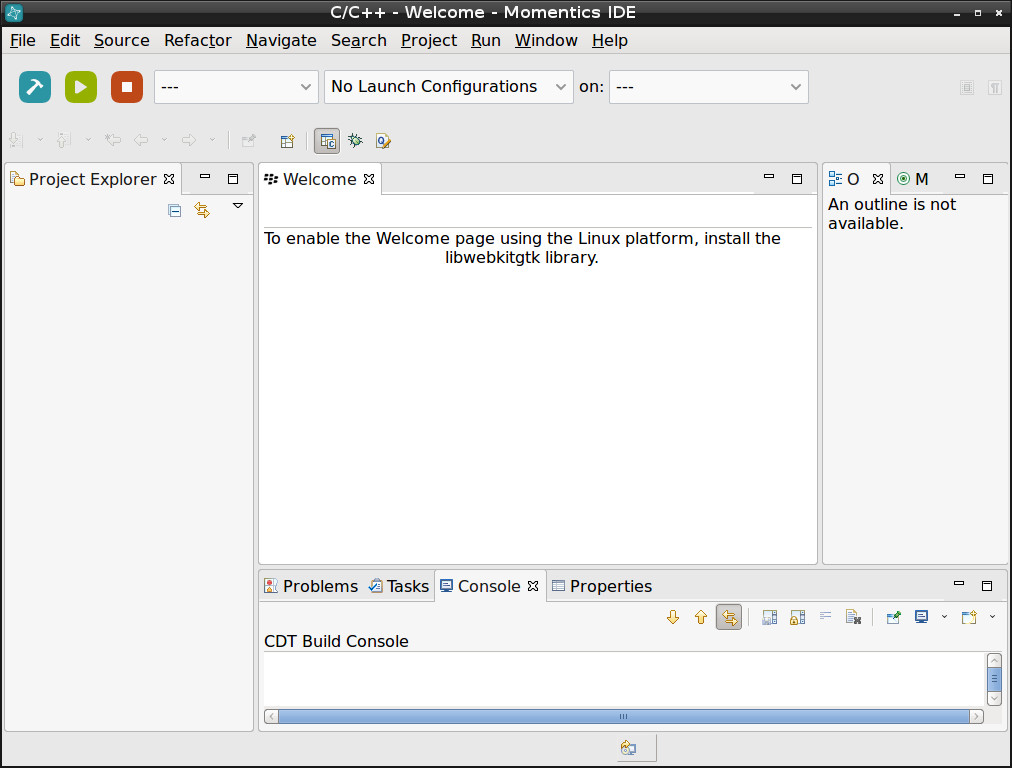 C/C++ - Welcome - Momentics IDE
File Edit Source Refactor Navigate Search Project Run Window Help
--- No Launch Configurations on: ---
Project Explorer
Welcome
O M
An outline is not
available.
To enable the Welcome page using the Linux platform, install the
libwebkitgtk library.
Problems Tasks Console Properties
CDT Build Console